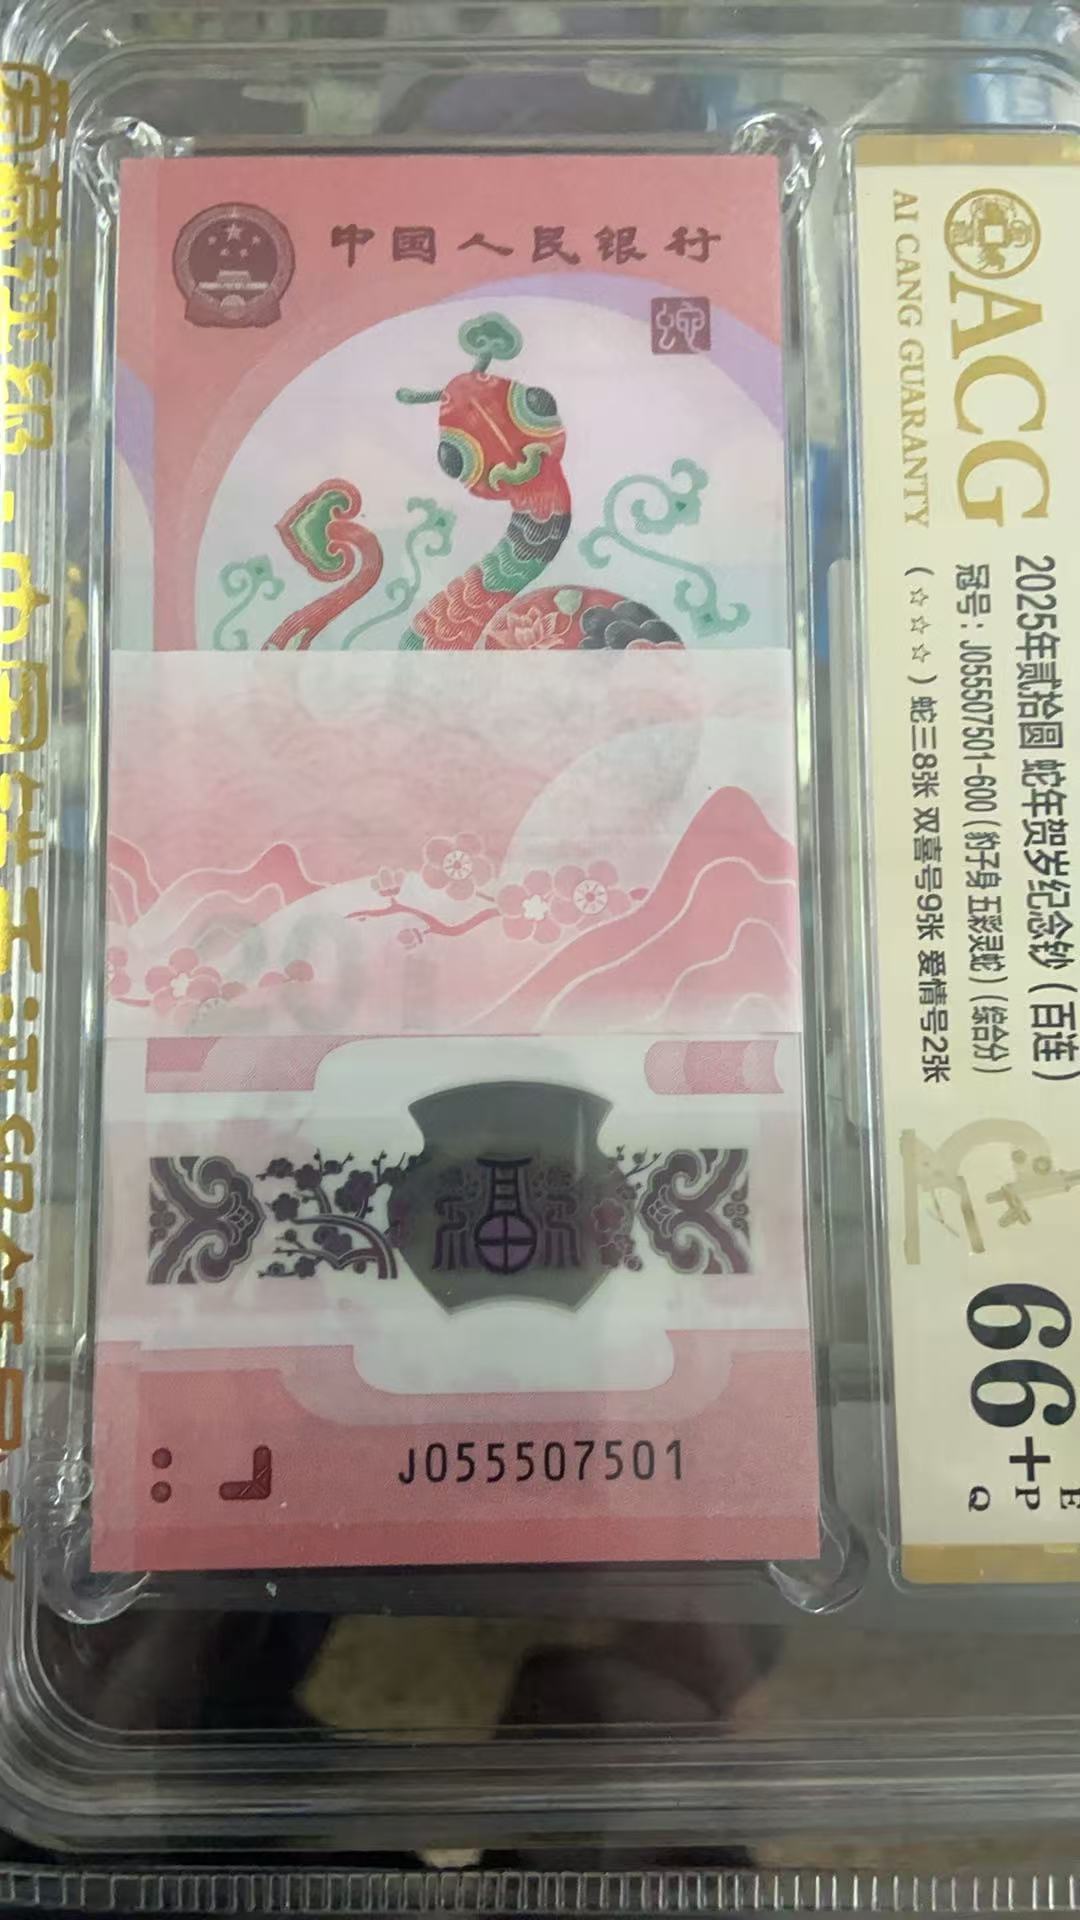 中国人民银行
蛇
J055507501
ACG
AI CANG GUARANTY
2025年贰拾圆 蛇年贺岁纪念钞(百连)
冠号: J055507501-600(豹子身 五彩灵蛇)(综合分)
(☆☆☆)蛇三8张 双喜号9张 爱情号2张
66+
E
P
Q